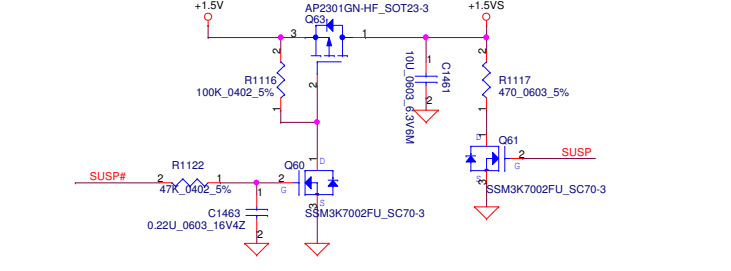 +1.5V
AP2301GN-HF_SOT23-3
+1.5VS
Q63
3
1
2
2
R1116
100K_0402_5%
1
2
1
C1461
10U_0603_6.3V6M
2
2
R1117
470_0603_5%
1
1
D
Q61
2
G
SUSP
S
3
SSM3K7002FU_SC70-3
SUSP#
2
R1122
1
47K_0402_5%
1
C1463
0.22U_0603_16V4Z
2
Q60
1
D
2
G
S
3
SSM3K7002FU_SC70-3